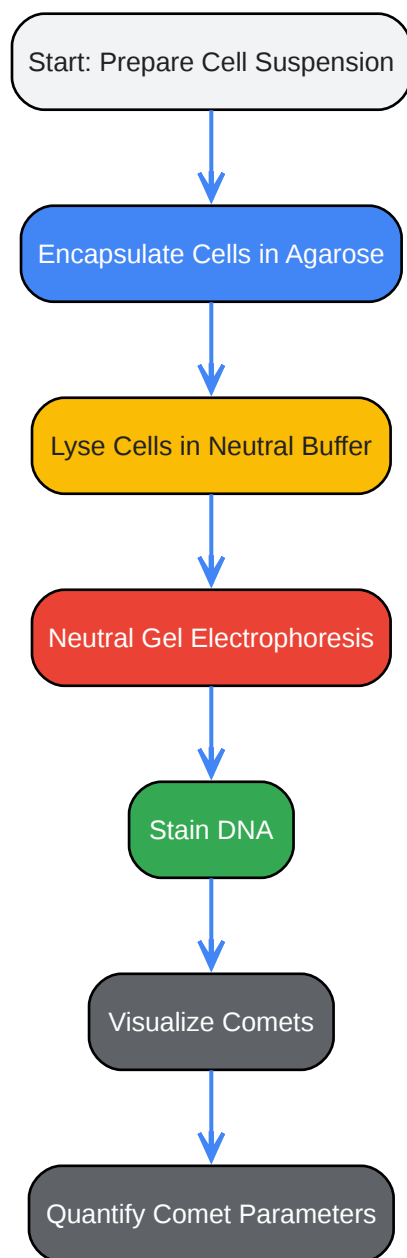 Start: Prepare Cell Suspension
Encapsulate Cells in Agarose
Lyse Cells in Neutral Buffer
Neutral Gel Electrophoresis
Stain DNA
Visualize Comets
Quantify Comet Parameters